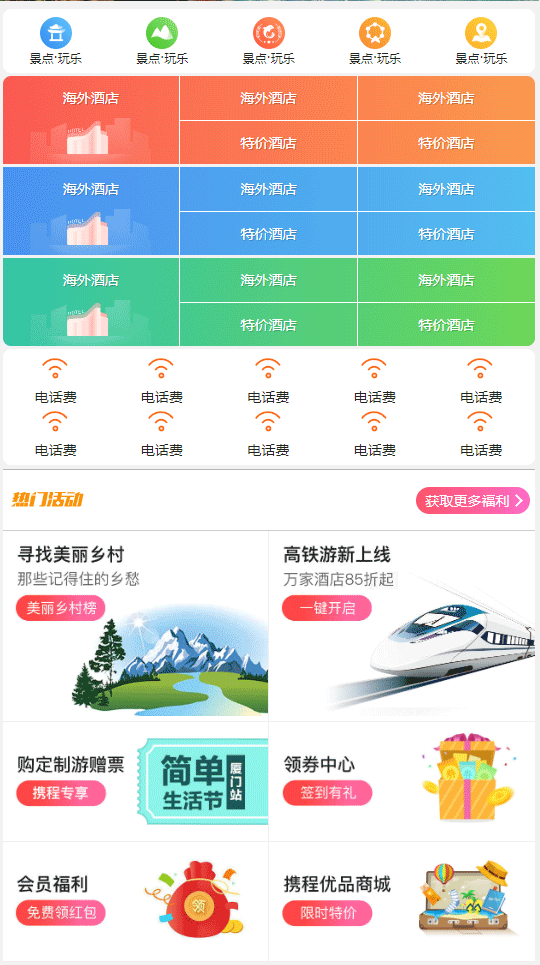 景点·玩乐 景点·玩乐 景点·玩乐 景点·玩乐 景点·玩乐
海外酒店 海外酒店 海外酒店
HOTEL
特价酒店 特价酒店
海外酒店 海外酒店 海外酒店
HOTEL
特价酒店 特价酒店
海外酒店 海外酒店 海外酒店
HOTEL
特价酒店 特价酒店
电话费 电话费 电话费 电话费 电话费
电话费 电话费 电话费 电话费 电话费
热门活动 获取更多福利
寻找美丽乡村
那些记得住的乡愁
美丽乡村榜
高铁游新上线
万家酒店85折起
一键开启
购定制游赠票
携程专享
简单
生活节
厦门站
领券中心
签到有礼
会员福利
免费领红包
领
携程优品商城
限时特价